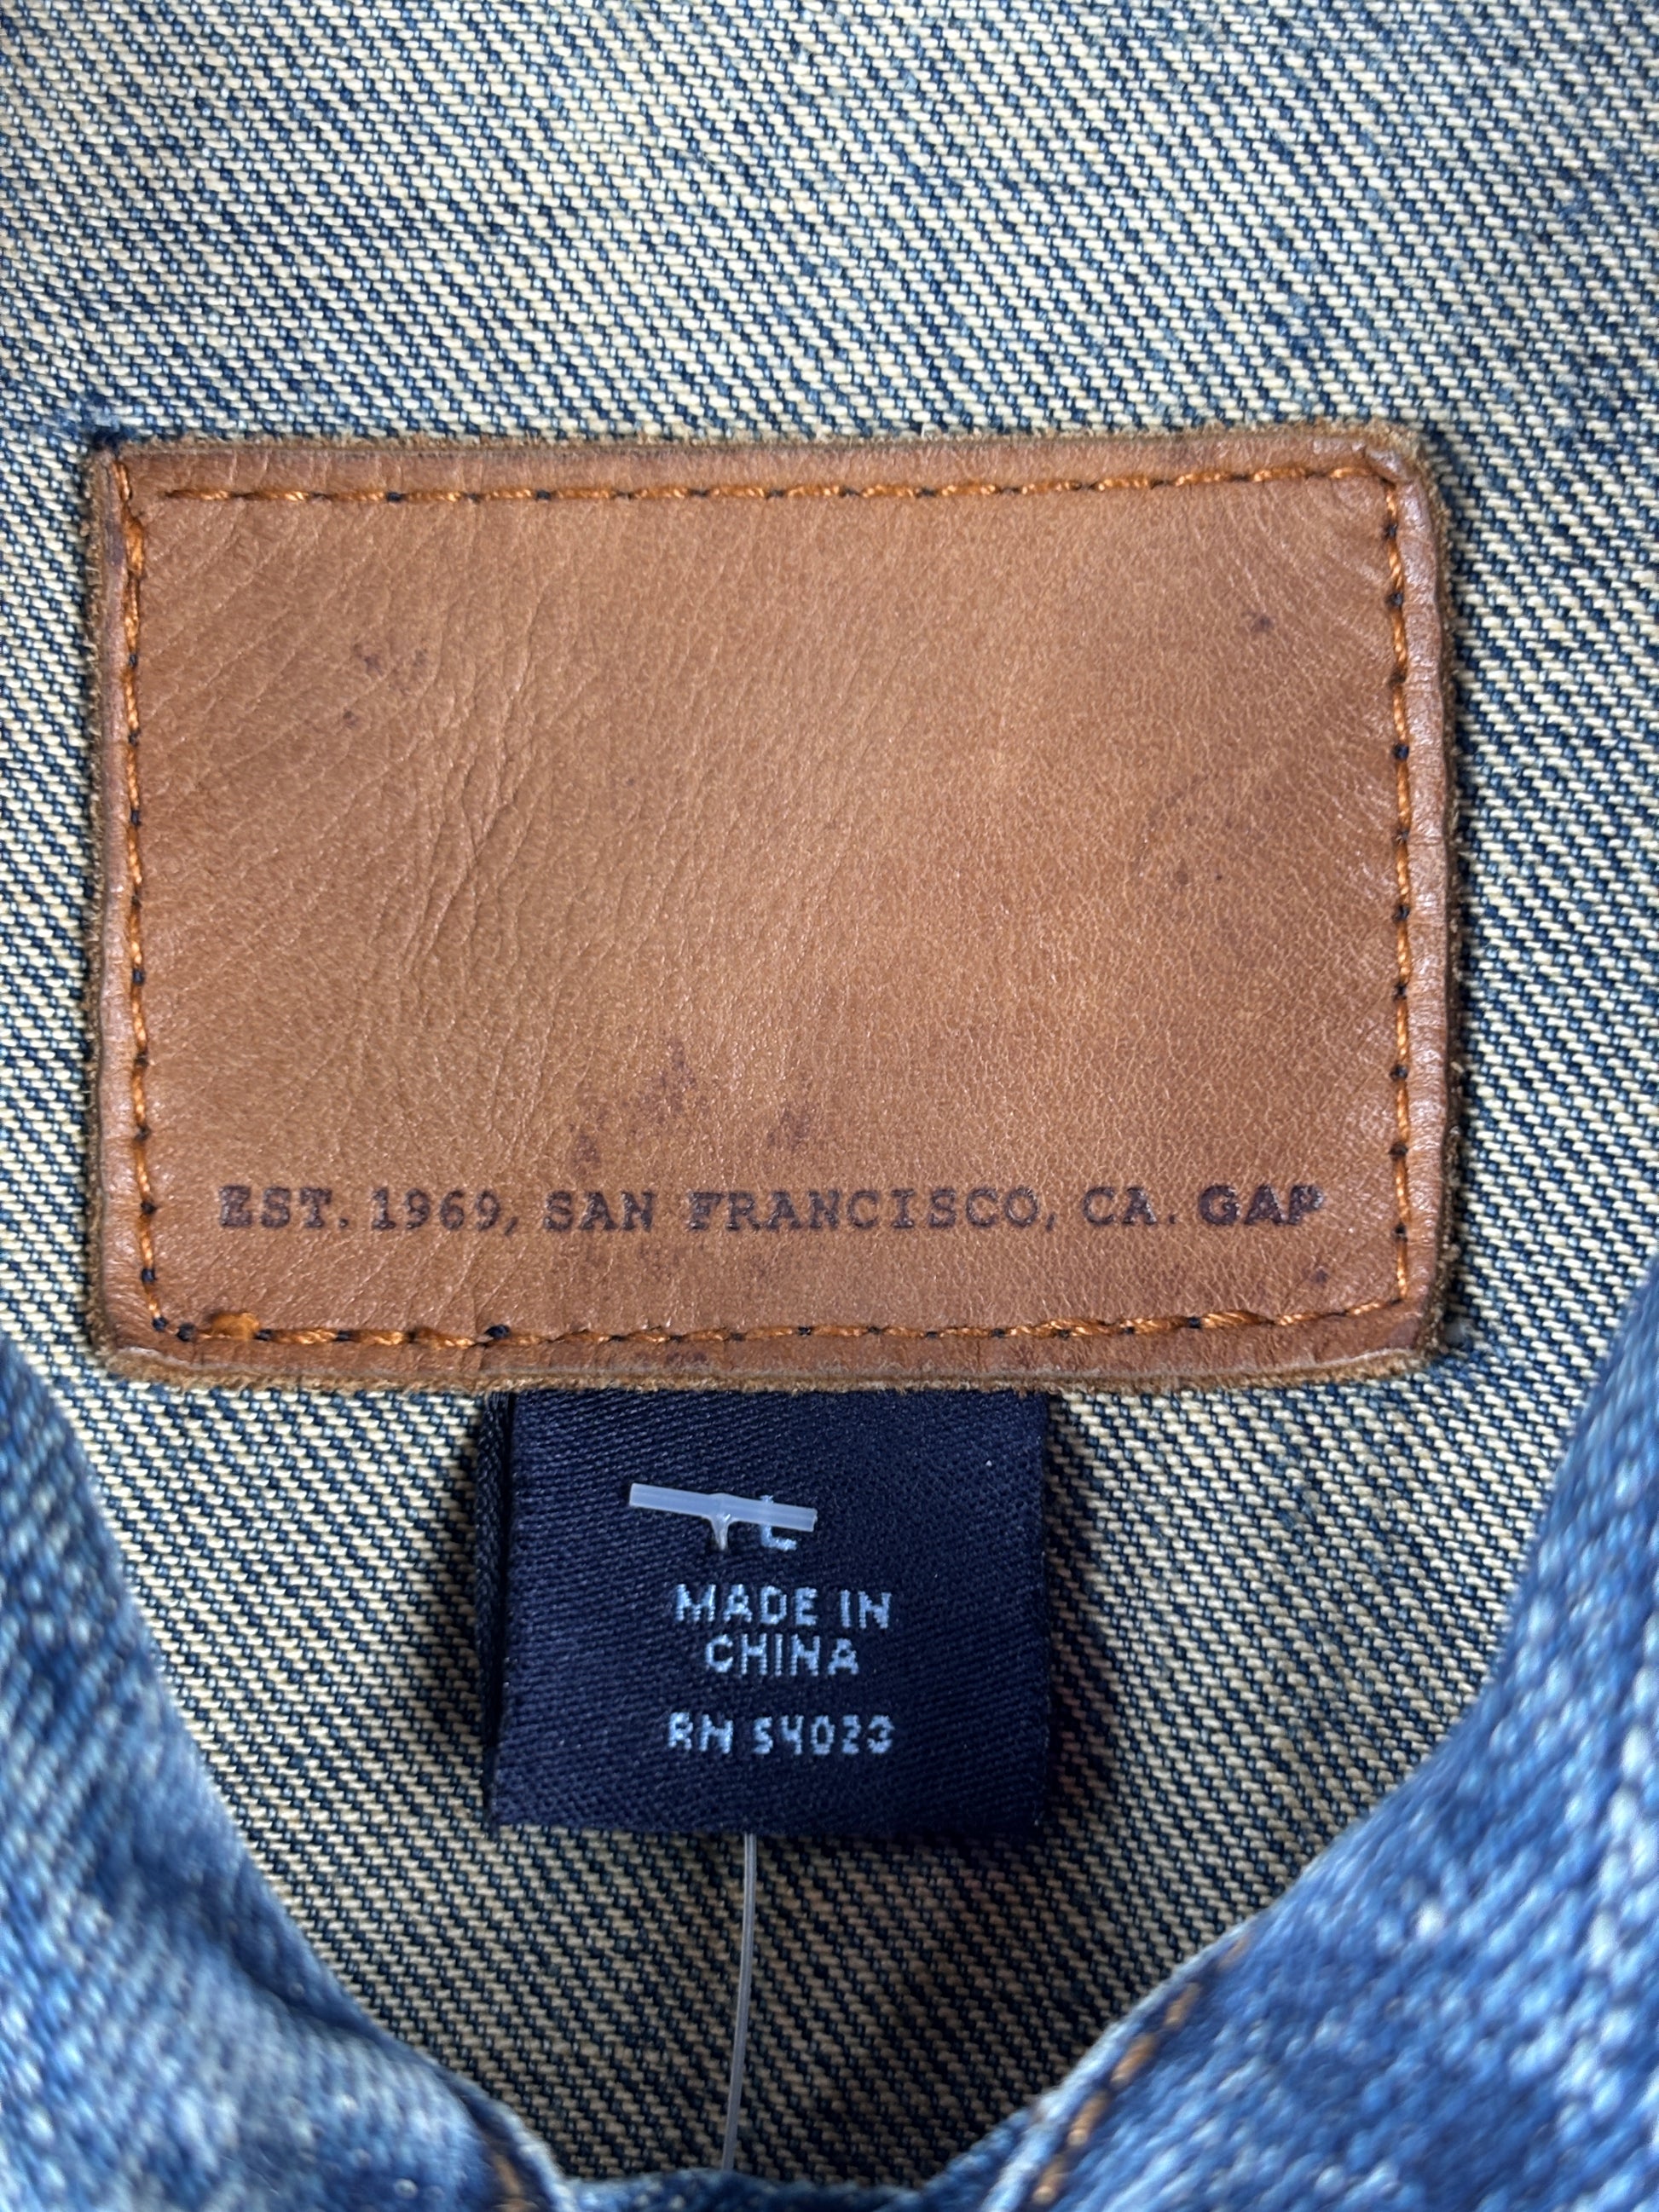 EST. 1969, SAN FRANCISCO, CA. GAP
L
MADE IN
CHINA
RN 54023